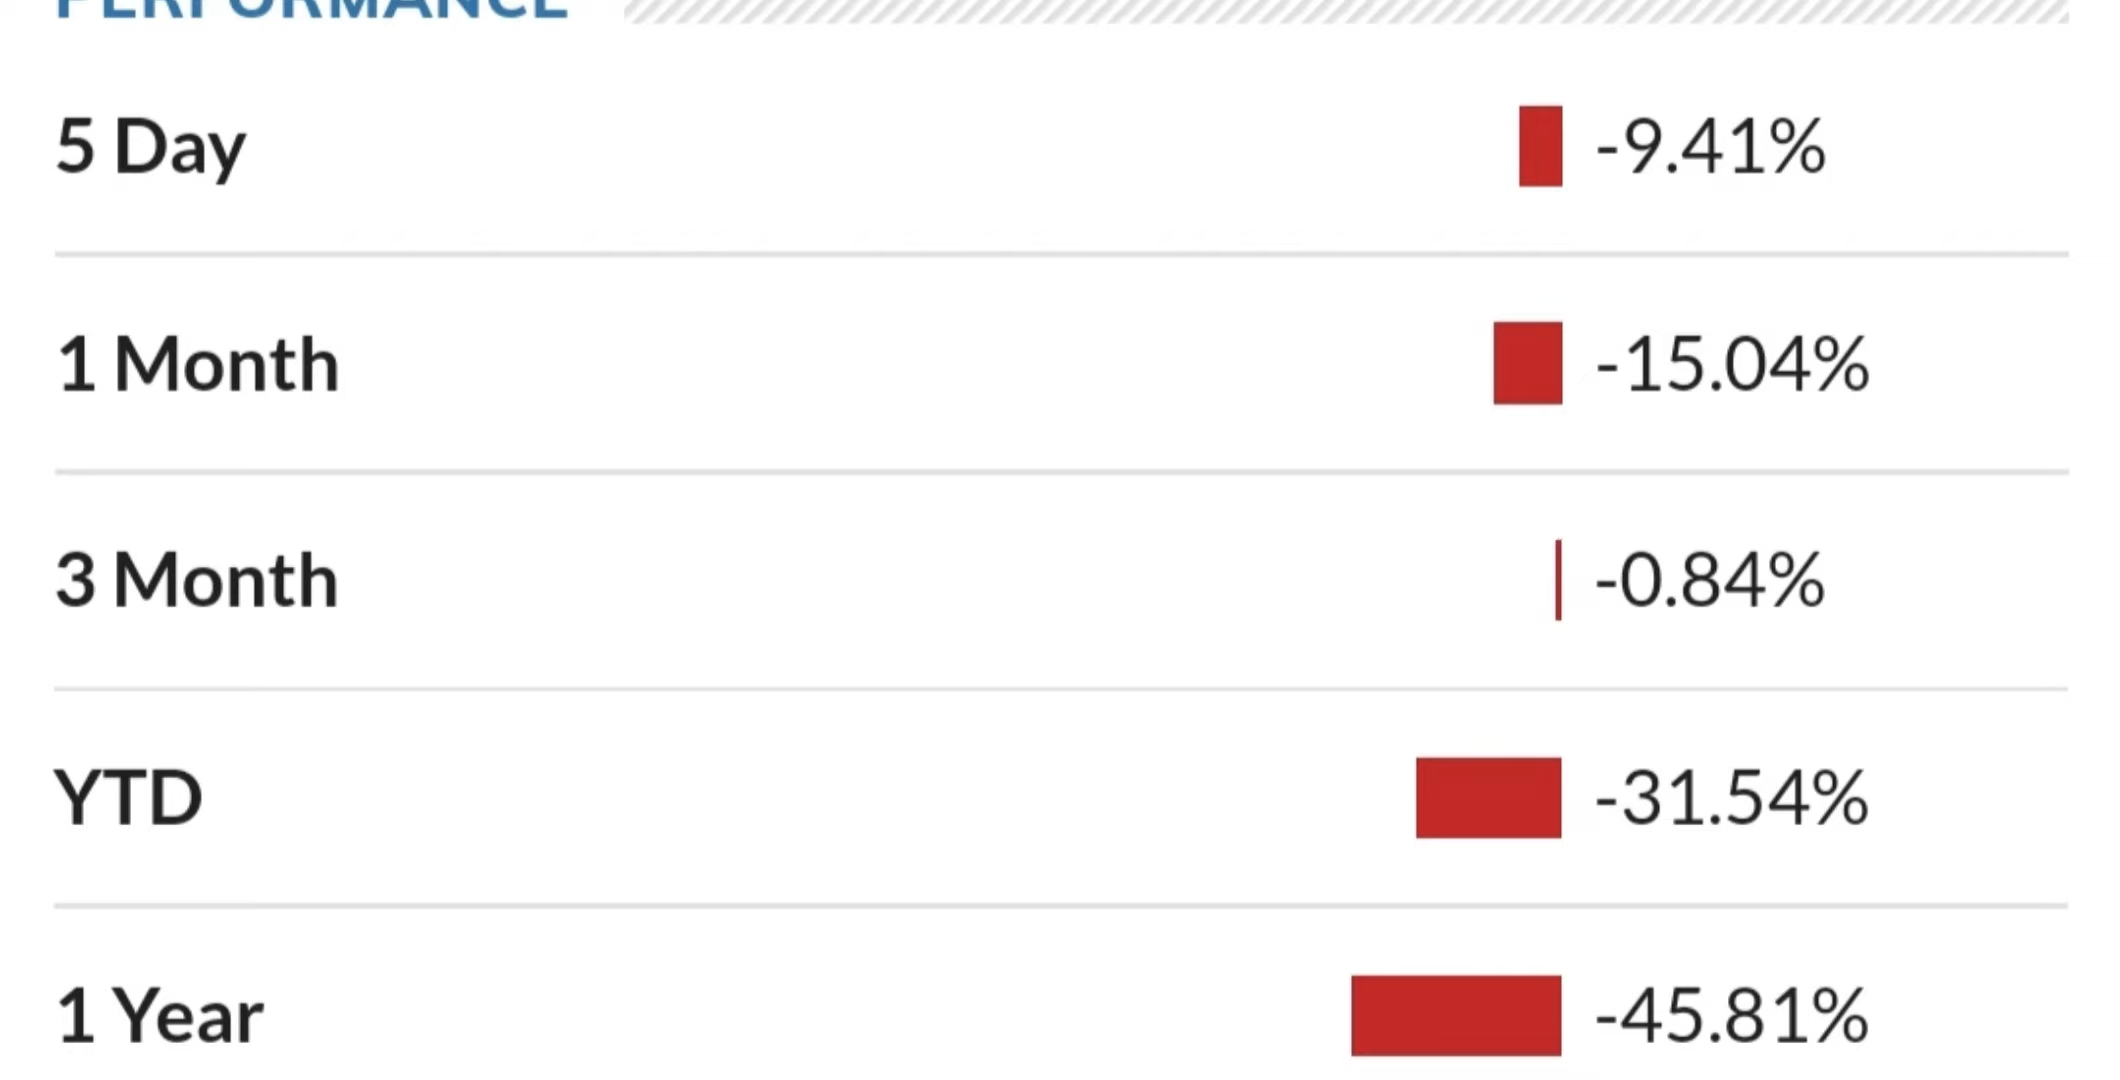 PERFORMANCE
5 Day -9.41%
1 Month -15.04%
3 Month -0.84%
YTD -31.54%
1 Year -45.81%